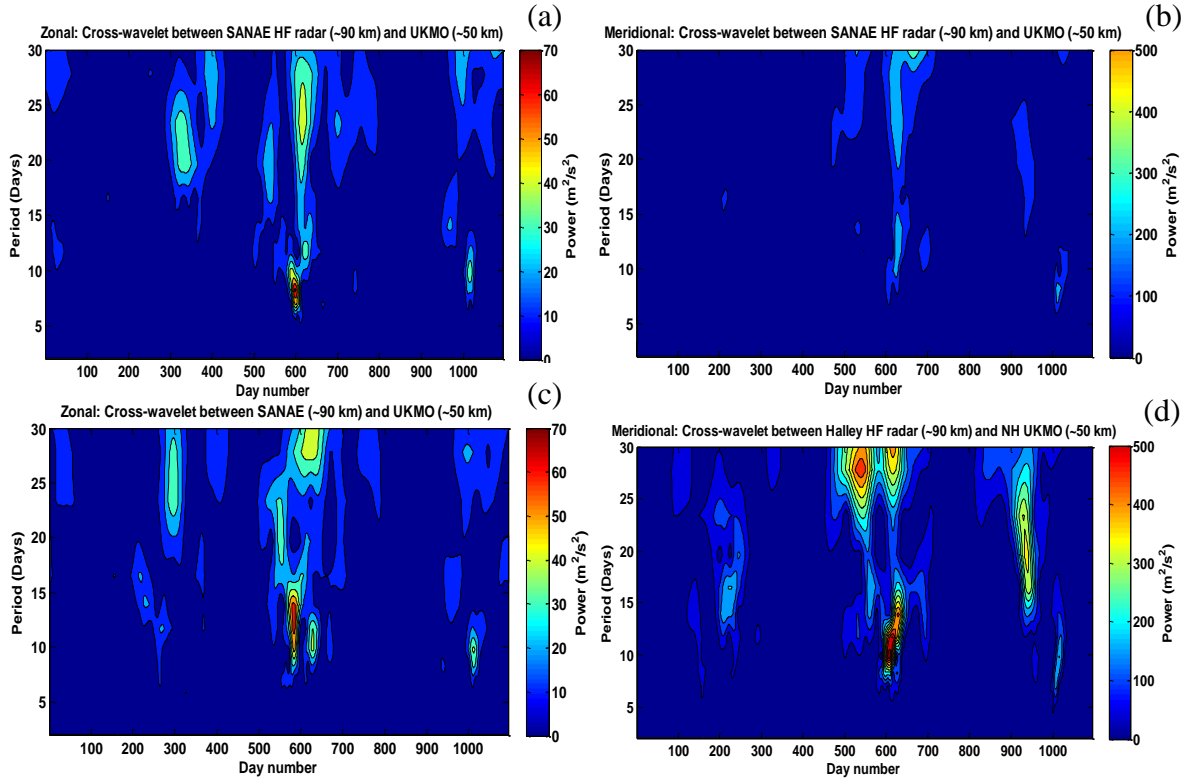 (a)
Zonal: Cross-wavelet between SANAE HF radar (~90 km) and UKMO (~50 km)
30
25
20
15
10
5
Period (Days)
100 200 300 400 500 600 700 800 900 1000
Day number
70
60
50
40
30
20
10
0
Power (m²/s²)
(b)
Meridional: Cross-wavelet between SANAE HF radar (~90 km) and UKMO (~50 km)
30
25
20
15
10
5
Period (Days)
100 200 300 400 500 600 700 800 900 1000
Day number
500
400
300
200
100
0
Power (m²/s²)
(c)
Zonal: Cross-wavelet between SANAE (~90 km) and UKMO (~50 km)
30
25
20
15
10
5
Period (Days)
100 200 300 400 500 600 700 800 900 1000
Day number
70
60
50
40
30
20
10
0
Power (m²/s²)
(d)
Meridional: Cross-wavelet between Halley HF radar (~90 km) and NH UKMO (~50 km)
30
25
20
15
10
5
Period (Days)
100 200 300 400 500 600 700 800 900 1000
Day number
500
400
300
200
100
0
Power (m²/s²)